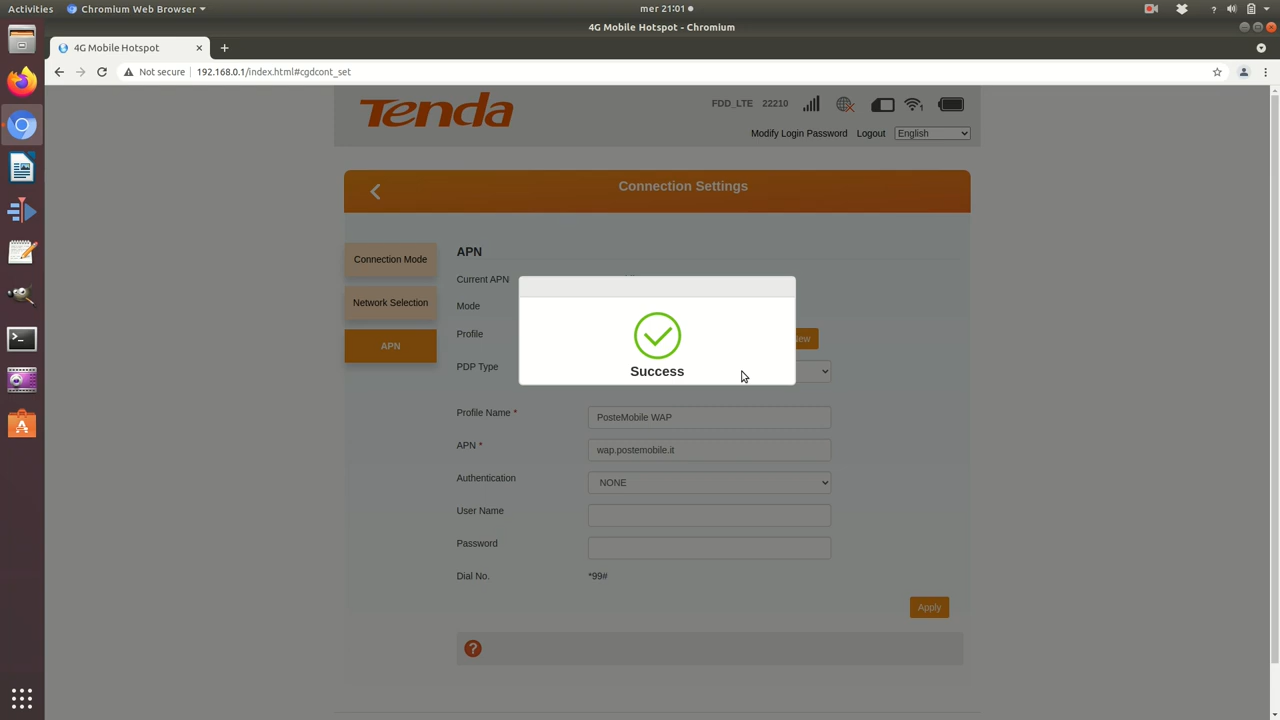 Activities Chromium Web Browser mer 21:01
4G Mobile Hotspot - Chromium
4G Mobile Hotspot
Not secure 192.168.0.1/index.html#cgdcont_set
Tenda
FDD_LTE 22210 1
Modify Login Password Logout English
Connection Settings
Connection Mode
Network Selection
APN
APN
Current APN
Mode
Profile
PDP Type
Success
Profile Name * PosteMobile WAP
APN * wap.postemobile.it
Authentication NONE
User Name
Password
Dial No. *99#
Apply
?